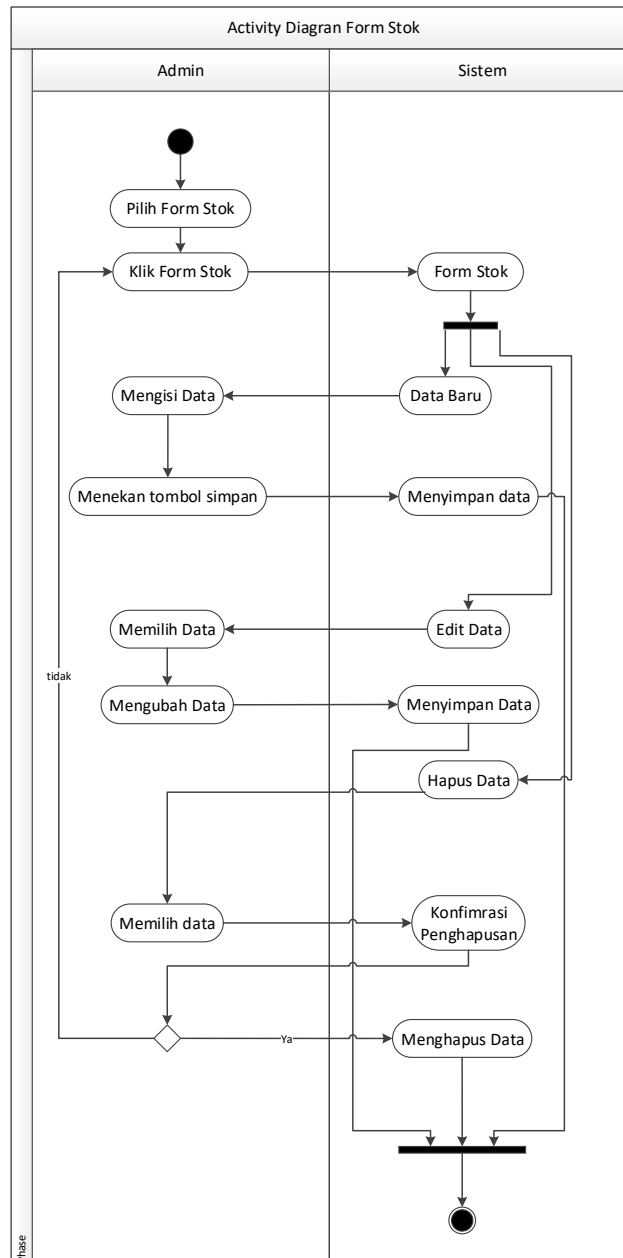 Activity Diagran Form Stok
Admin
Sistem
Pilih Form Stok
Klik Form Stok
Form Stok
Mengisi Data
Data Baru
Menekan tombol simpan
Menyimpan data
Memilih Data
Edit Data
tidak
Mengubah Data
Menyimpan Data
Hapus Data
Memilih data
Konfimrasi
Penghapusan
Ya
Menghapus Data
Phase